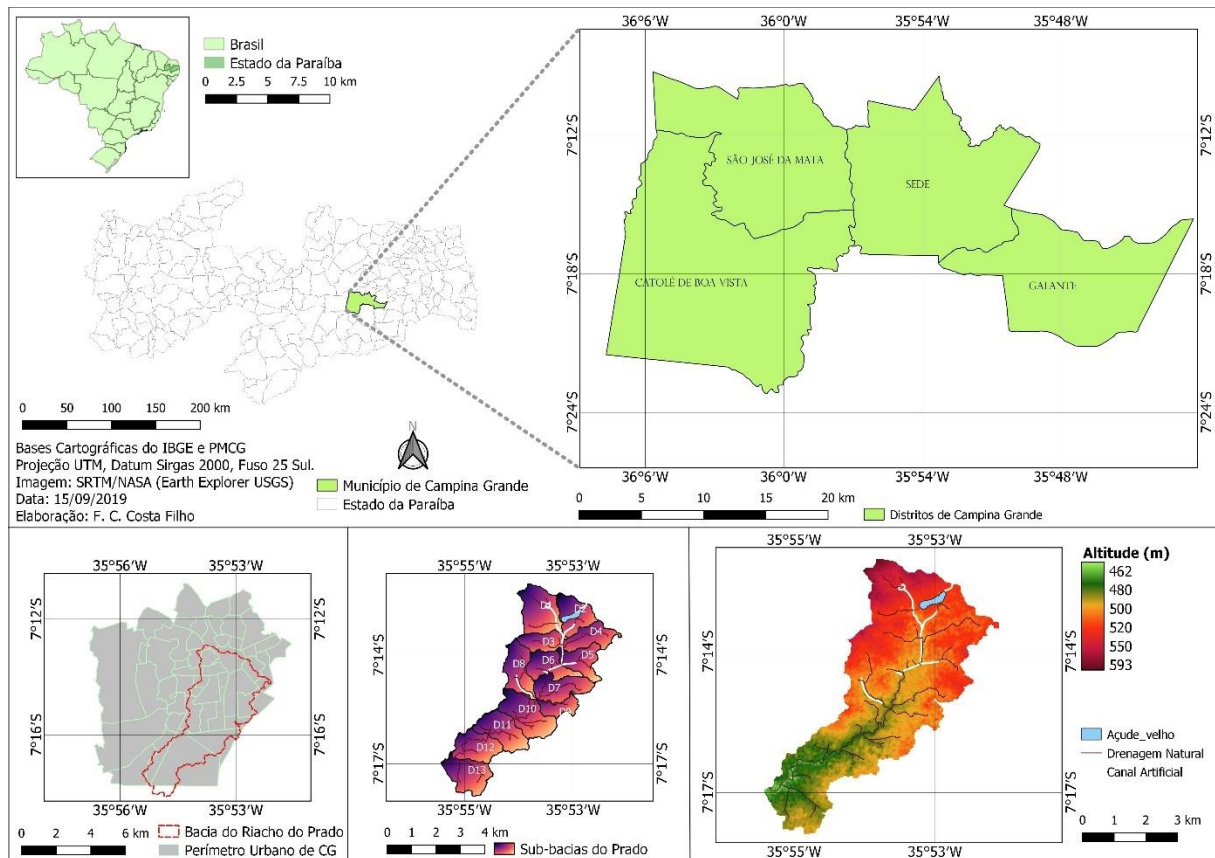 Brasil
Estado da Paraíba
0 2.5 5 7.5 10 km
0 50 100 150 200 km
Bases Cartográficas do IBGE e PMCG
Projeção UTM, Datum Sirgas 2000, Fuso 25 Sul.
Imagem: SRTM/NASA (Earth Explorer USGS)
Data: 15/09/2019
Elaboração: F. C. Costa Filho
N
Município de Campina Grande
Estado da Paraíba
36°6'W 36°0'W 35°54'W 35°48'W
7°12'S 7°12'S
7°18'S 7°18'S
7°24'S 7°24'S
SÃO JOSÉ DA MATA
SEDE
CATOLÉ DE BOA VISTA
GALANTE
36°6'W 36°0'W 35°54'W 35°48'W
0 5 10 15 20 km
Distritos de Campina Grande
35°56'W 35°53'W
7°12'S 7°12'S
7°16'S 7°16'S
35°56'W 35°53'W
0 2 4 6 km
Bacia do Riacho do Prado
Perímetro Urbano de CG
35°55'W 35°53'W
7°14'S 7°14'S
7°17'S 7°17'S
D1
D2
D3
D4
D5
D6
D7
D8
D9
D10
D11
D12
D13
35°55'W 35°53'W
0 1 2 3 4 km
Sub-bacias do Prado
35°55'W 35°53'W
7°14'S 7°14'S
7°17'S 7°17'S
35°55'W 35°53'W
Altitude (m)
462
480
500
520
550
593
Açude_velho
Drenagem Natural
Canal Artificial
0 1 2 3 km